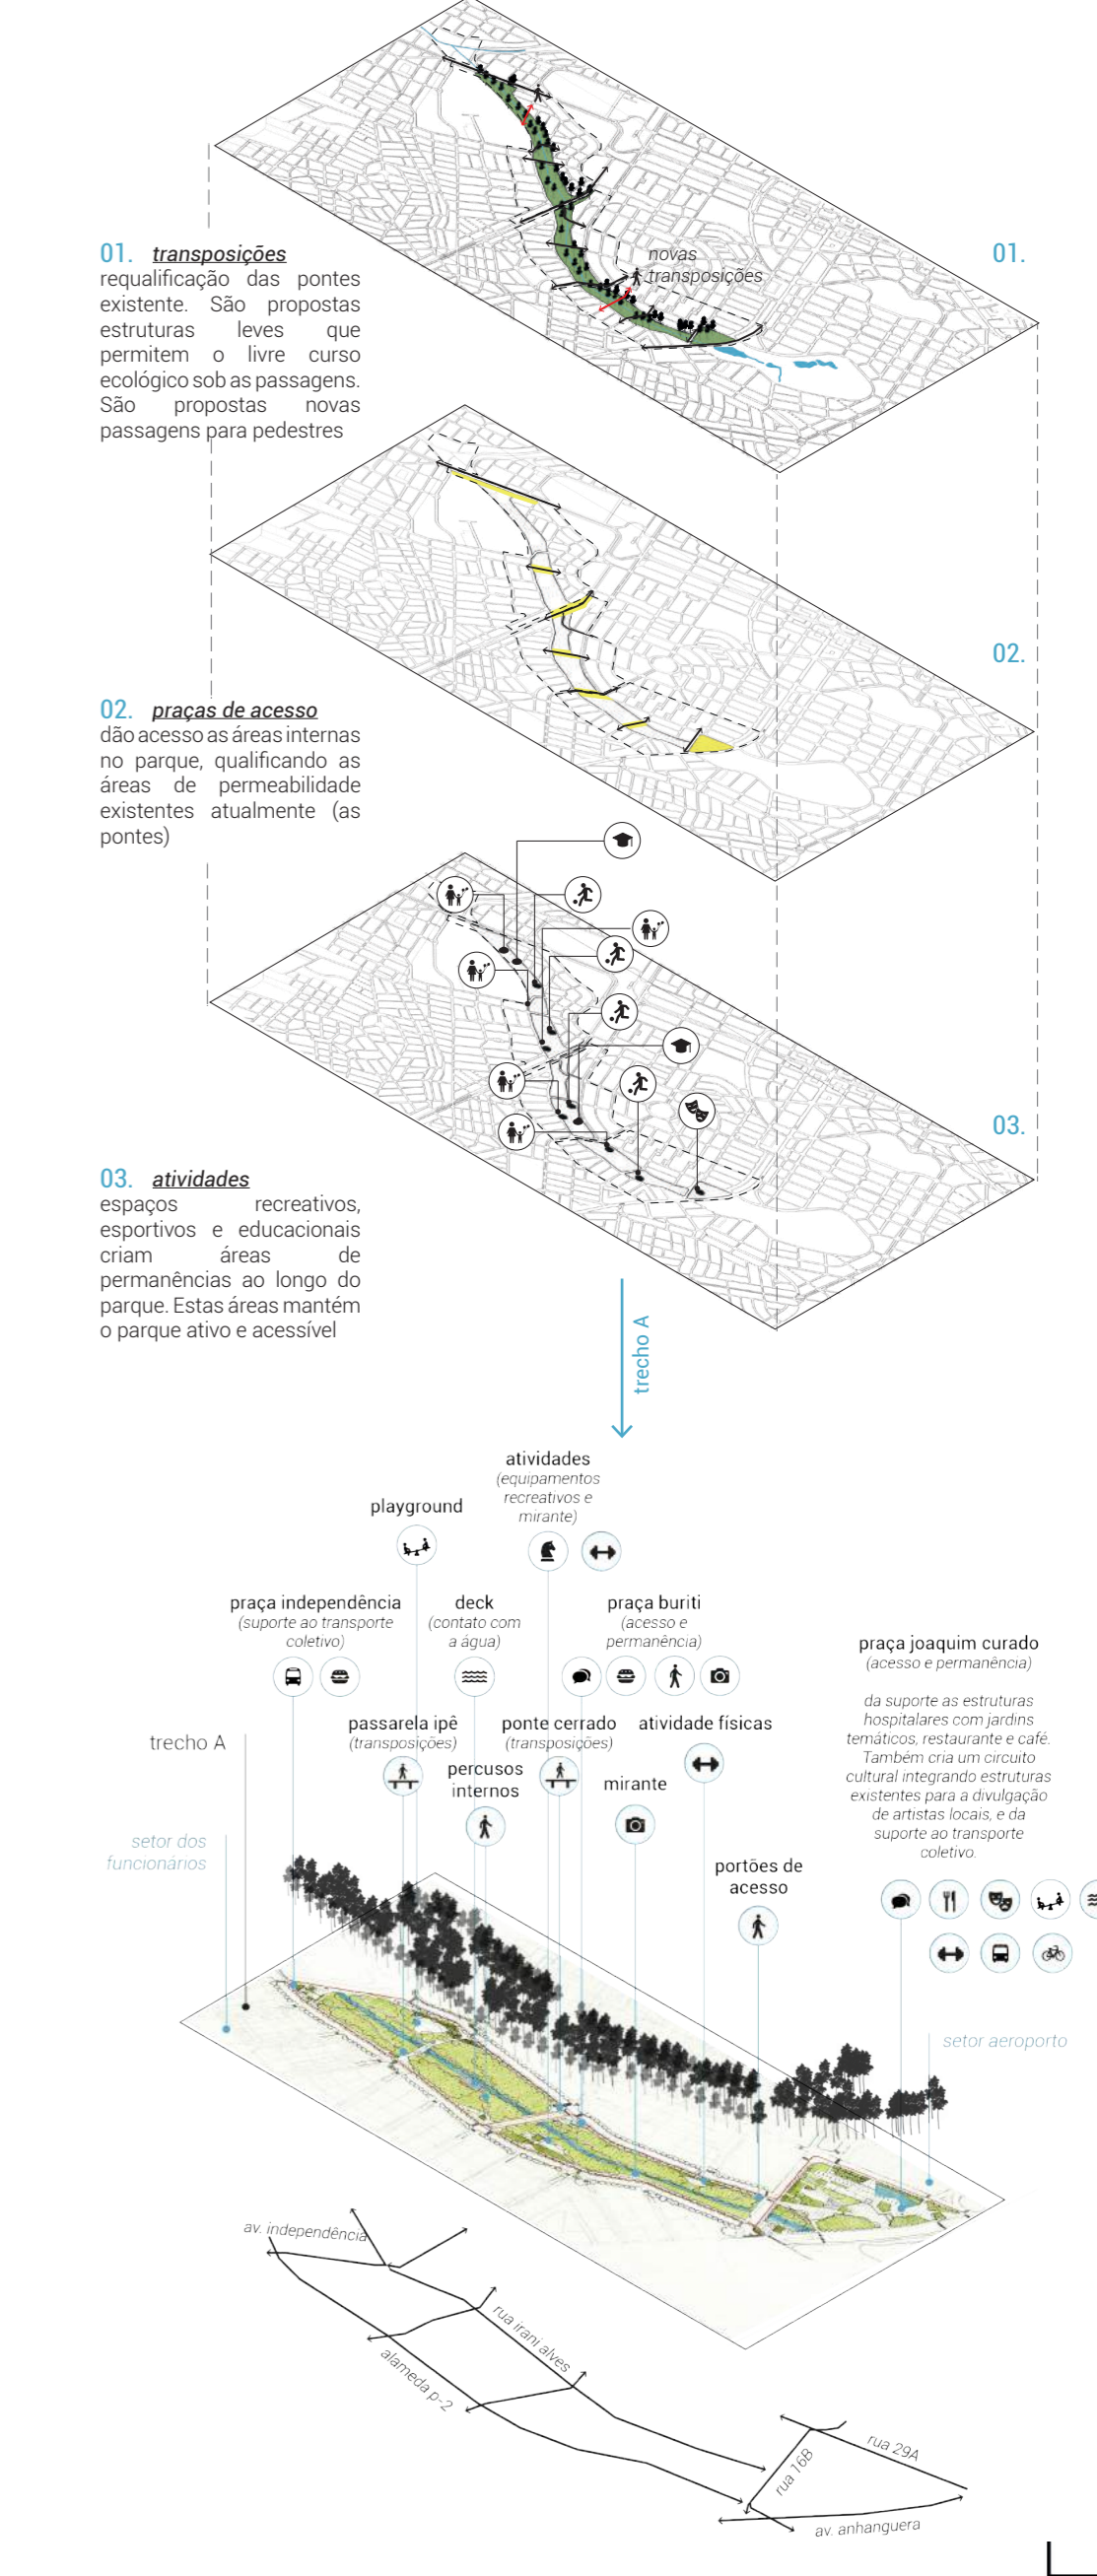 01. transposições
requalificação das pontes
existente. São propostas
estruturas leves que
permitem o livre curso
ecológico sob as passagens.
São propostas novas
passagens para pedestres
novas
transposições
01.
02. praças de acesso
dão acesso as áreas internas
no parque, qualificando as
áreas de permeabilidade
existentes atualmente (as
pontes)
02.
03. atividades
espaços recreativos,
esportivos e educacionais
criam áreas de
permanências ao longo do
parque. Estas áreas mantém
o parque ativo e acessível
03.
trecho A
atividades
(equipamentos
recreativos e
mirante)
playground
praça independência
(suporte ao transporte
coletivo)
deck
(contato com
a água)
praça buriti
(acesso e
permanência)
praça joaquim curado
(acesso e permanência)
da suporte as estruturas
hospitalares com jardins
temáticos, restaurante e café.
Também cria um circuito
cultural integrando estruturas
existentes para a divulgação
de artistas locais, e da
suporte ao transporte
coletivo.
trecho A
passarela ipê
(transposições)
ponte cerrado
(transposições)
atividade físicas
percusos
internos
mirante
setor dos
funcionários
portões de
acesso
setor aeroporto
av. independência
rua irani alves
alameda p-2
rua 29A
rua 16B
av. anhanguera